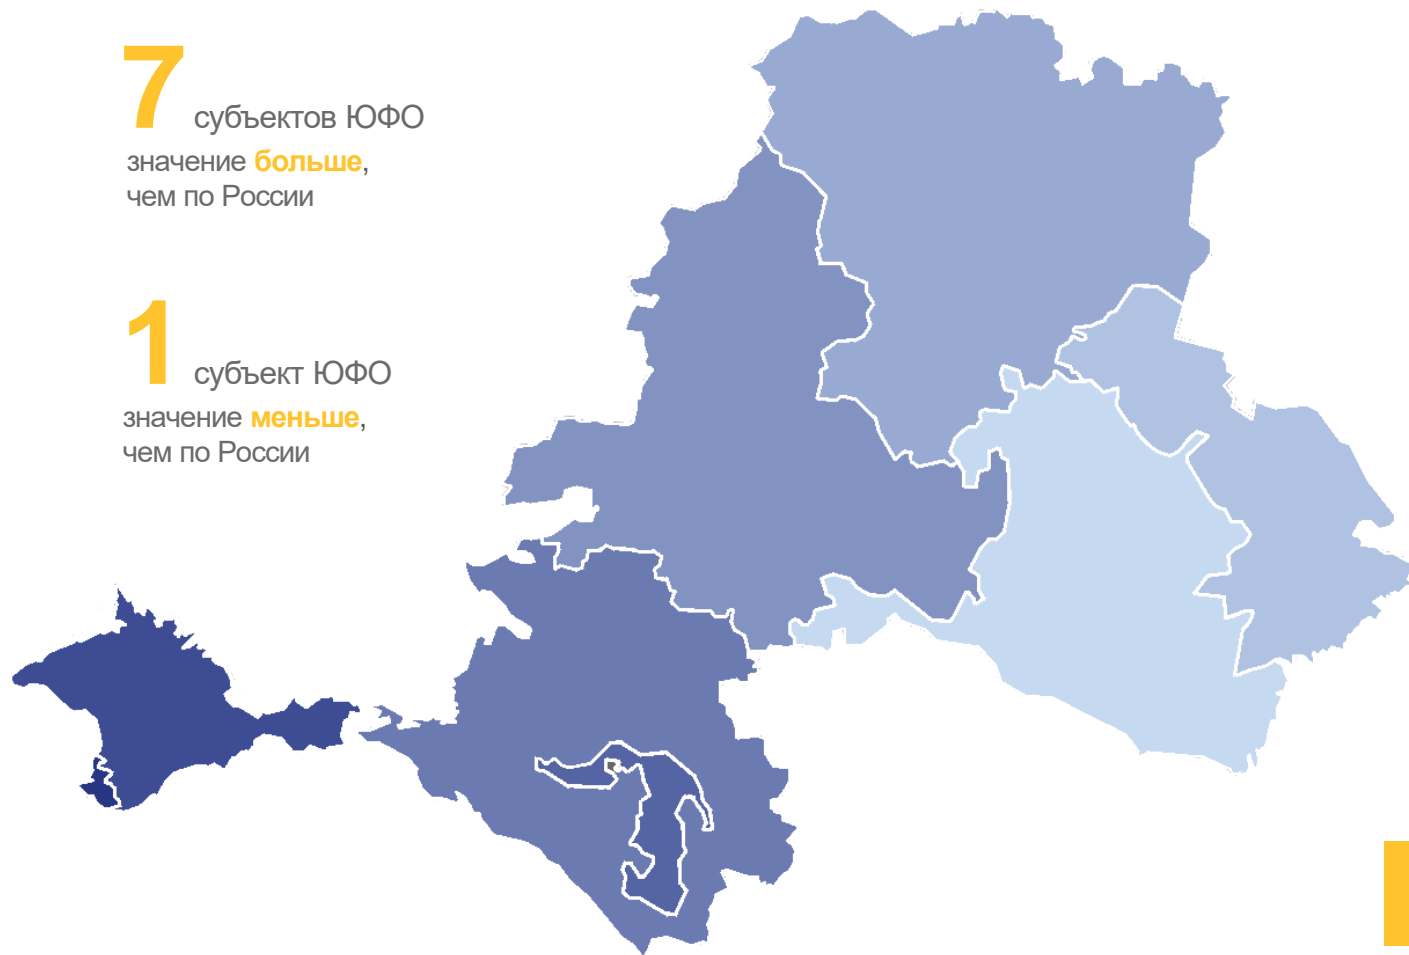 7 субъектов ЮФО
значение больше,
чем по России
1 субъект ЮФО
значение меньше,
чем по России